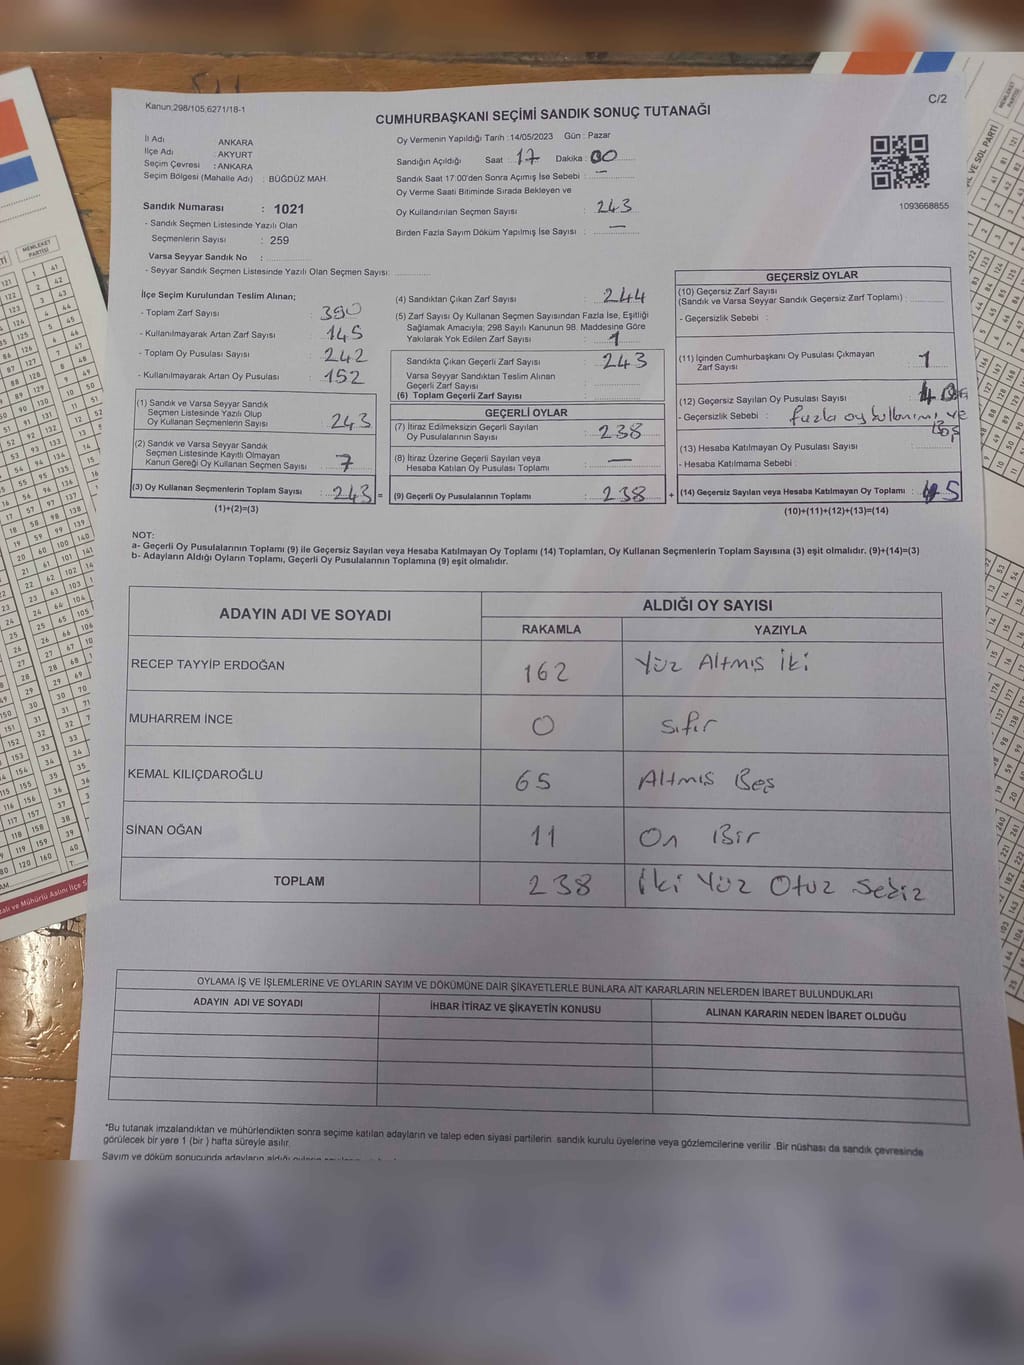 Kanun;298/105,6271/18-1
C/2
CUMHURBAŞKANI SEÇİMİ SANDIK SONUÇ TUTANAĞI
İl Adı ANKARA
İlçe Adı : AKYURT
Seçim Çevresi : ANKARA
Seçim Bölgesi (Mahalle Adı) : BÜĞDÜZ MAH.
Oy Vermenin Yapıldığı Tarih : 14/05/2023 Gün : Pazar
Sandığın Açıldığı Saat : 17 Dakika : 00
Sandık Saat 17:00'den Sonra Açımış İse Sebebi : —
Oy Verme Saati Bitiminde Sırada Bekleyen ve
Oy Kullandırılan Seçmen Sayısı : 243
Birden Fazla Sayım Döküm Yapılmış İse Sayısı : —
1093668855
Sandık Numarası : 1021
- Sandık Seçmen Listesinde Yazılı Olan
Seçmenlerin Sayısı : 259
Varsa Seyyar Sandık No :
- Seyyar Sandık Seçmen Listesinde Yazılı Olan Seçmen Sayısı:
İlçe Seçim Kurulundan Teslim Alınan;
- Toplam Zarf Sayısı : 390
- Kullanılmayarak Artan Zarf Sayısı : 145
- Toplam Oy Pusulası Sayısı : 242
- Kullanılmayarak Artan Oy Pusulası : 152
(1) Sandık ve Varsa Seyyar Sandık
Seçmen Listesinde Yazılı Olup
Oy Kullanan Seçmenlerin Sayısı : 243
(2) Sandık ve Varsa Seyyar Sandık
Seçmen Listesinde Kayıtlı Olmayan
Kanun Gereği Oy Kullanan Seçmen Sayısı : 7
(3) Oy Kullanan Seçmenlerin Toplam Sayısı : 243 =
(1)+(2)=(3)
(4) Sandıktan Çıkan Zarf Sayısı : 244
(5) Zarf Sayısı Oy Kullanan Seçmen Sayısından Fazla İse, Eşitliği
Sağlamak Amacıyla; 298 Sayılı Kanunun 98. Maddesine Göre
Yakılarak Yok Edilen Zarf Sayısı : 1
Sandıkta Çıkan Geçerli Zarf Sayısı : 243
Varsa Seyyar Sandıktan Teslim Alınan
Geçerli Zarf Sayısı :
(6) Toplam Geçerli Zarf Sayısı :
GEÇERLİ OYLAR
(7) İtiraz Edilmeksizin Geçerli Sayılan
Oy Pusulalarının Sayısı : 238
(8) İtiraz Üzerine Geçerli Sayılan veya
Hesaba Katılan Oy Pusulası Toplamı : —
(9) Geçerli Oy Pusulalarının Toplamı : 238 +
GEÇERSİZ OYLAR
(10) Geçersiz Zarf Sayısı
(Sandık ve Varsa Seyyar Sandık Geçersiz Zarf Toplamı) :
- Geçersizlik Sebebi :
(11) İçinden Cumhurbaşkanı Oy Pusulası Çıkmayan
Zarf Sayısı : 1
(12) Geçersiz Sayılan Oy Pusulası Sayısı : 4
- Geçersizlik Sebebi : fazla oy kullanımı ve
Boş
(13) Hesaba Katılmayan Oy Pusulası Sayısı :
- Hesaba Katılmama Sebebi :
(14) Geçersiz Sayılan veya Hesaba Katılmayan Oy Toplamı : 5
(10)+(11)+(12)+(13)=(14)
NOT:
a- Geçerli Oy Pusulalarının Toplamı (9) ile Geçersiz Sayılan veya Hesaba Katılmayan Oy Toplamı (14) Toplamları, Oy Kullanan Seçmenlerin Toplam Sayısına (3) eşit olmalıdır. (9)+(14)=(3)
b- Adayların Aldığı Oyların Toplamı, Geçerli Oy Pusulalarının Toplamına (9) eşit olmalıdır.
ADAYIN ADI VE SOYADI
ALDIĞI OY SAYISI
RAKAMLA YAZIYLA
RECEP TAYYİP ERDOĞAN 162 Yüz Altmış İki
MUHARREM İNCE 0 sıfır
KEMAL KILIÇDAROĞLU 65 Altmış Beş
SİNAN OĞAN 11 On Bir
TOPLAM 238 İki Yüz Otuz Sekiz
OYLAMA İŞ VE İŞLEMLERİNE VE OYLARIN SAYIM VE DÖKÜMÜNE DAİR ŞİKAYETLERLE BUNLARA AİT KARARLARIN NELERDEN İBARET BULUNDUKLARI
ADAYIN ADI VE SOYADI İHBAR İTİRAZ VE ŞİKAYETİN KONUSU ALINAN KARARIN NEDEN İBARET OLDUĞU
*Bu tutanak imzalandıktan ve mühürlendikten sonra seçime katılan adayların ve talep eden siyasi partilerin sandık kurulu üyelerine veya gözlemcilerine verilir .Bir nüshası da sandık çevresinde
görülecek bir yere 1 (bir ) hafta süreyle asılır.
Sayım ve döküm sonucunda adayların aldığı